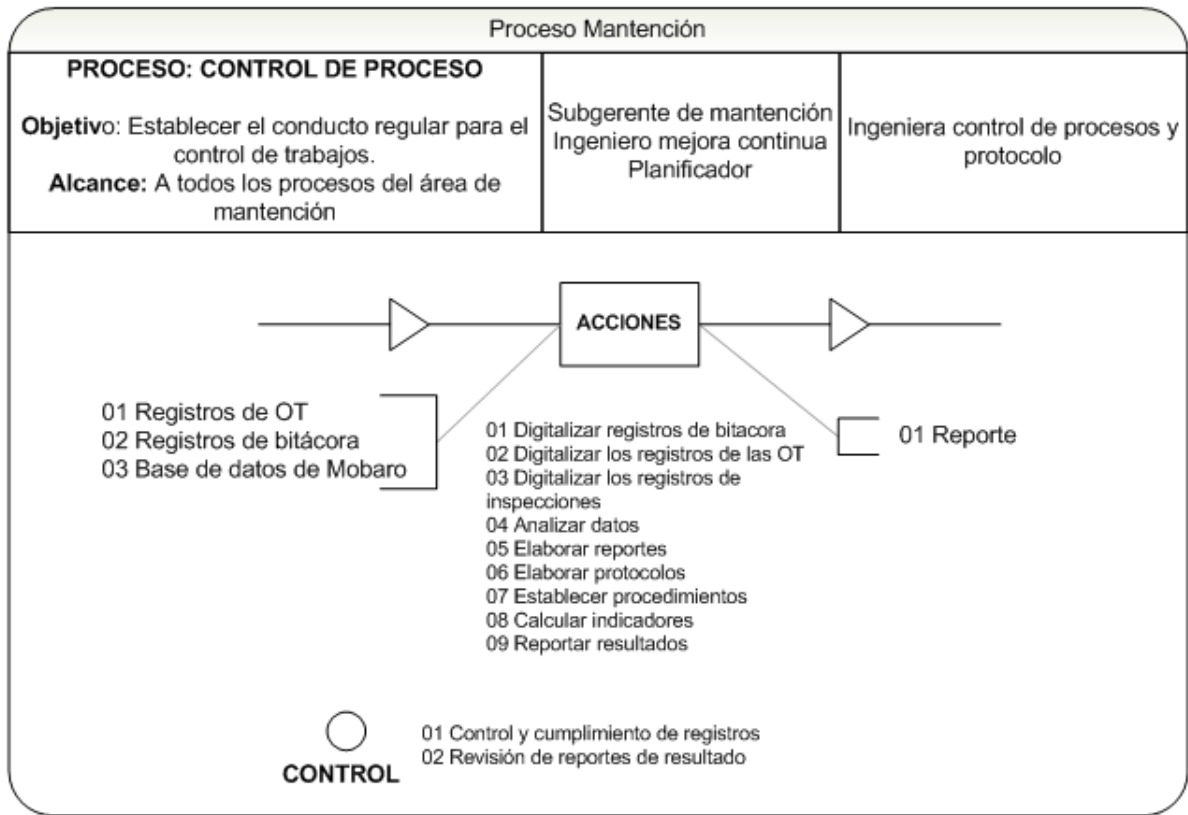 Proceso Mantención
PROCESO: CONTROL DE PROCESO
Objetivo: Establecer el conducto regular para el
control de trabajos.
Alcance: A todos los procesos del área de
mantención
Subgerente de mantención
Ingeniero mejora continua
Planificador
Ingeniera control de procesos y
protocolo
ACCIONES
01 Registros de OT
02 Registros de bitácora
03 Base de datos de Mobaro
01 Digitalizar registros de bitacora
02 Digitalizar los registros de las OT
03 Digitalizar los registros de
inspecciones
04 Analizar datos
05 Elaborar reportes
06 Elaborar protocolos
07 Establecer procedimientos
08 Calcular indicadores
09 Reportar resultados
01 Reporte
CONTROL
01 Control y cumplimiento de registros
02 Revisión de reportes de resultado